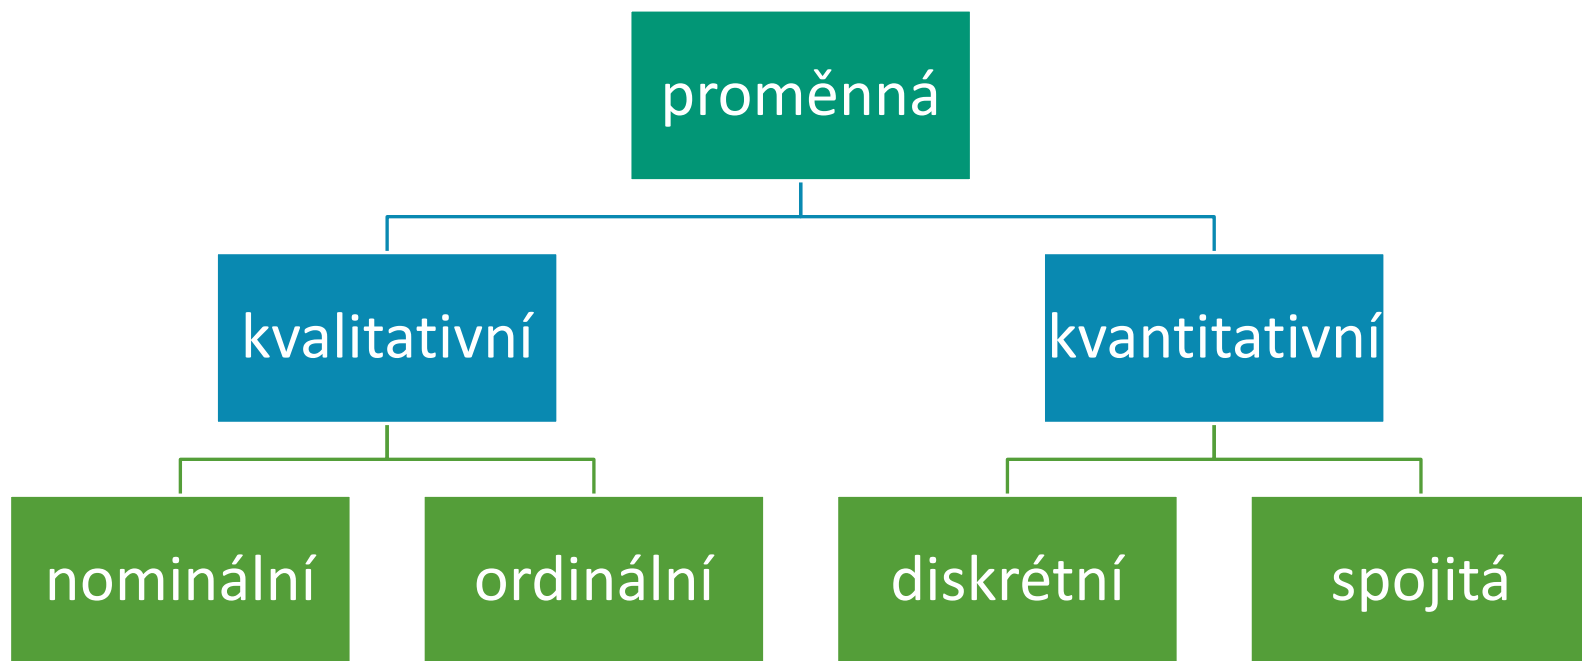 proměnná
kvalitativní
kvantitativní
nominální
ordinální
diskrétní
spojitá